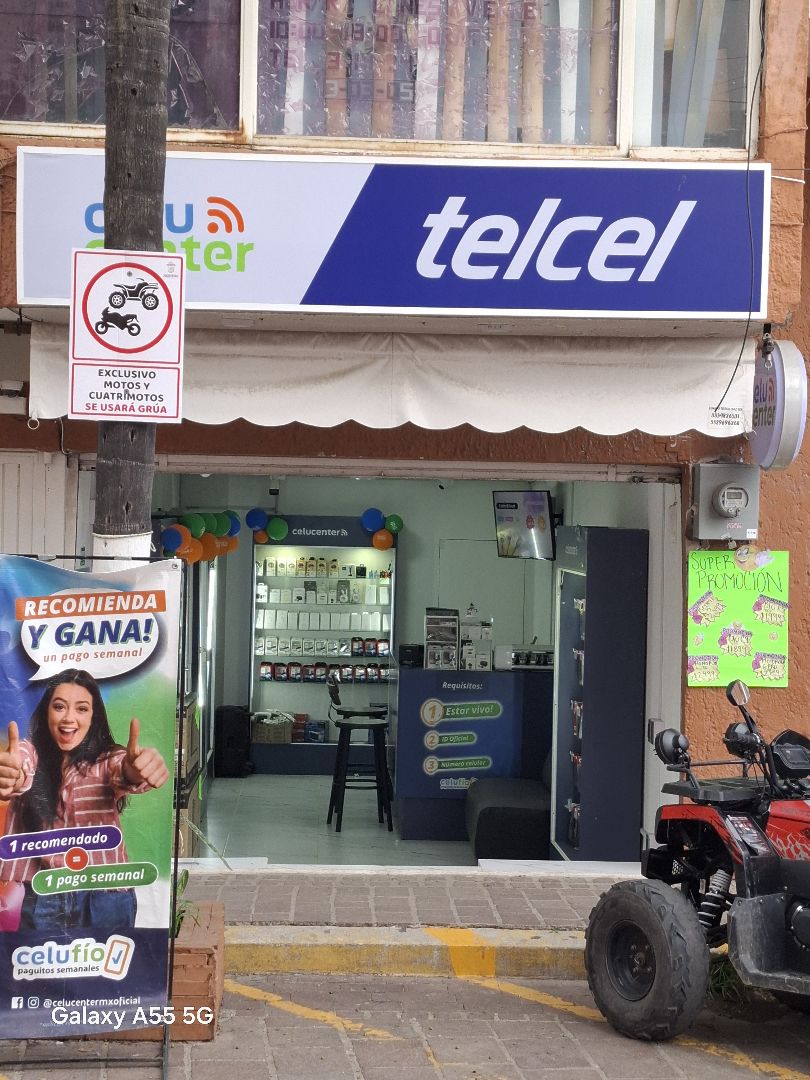 celu
center
telcel
EXCLUSIVO
MOTOS Y
CUATRIMOTOS
SE USARÁ GRÚA
center
celucenter
SUPER
PROMOCIÓN
RECOMIENDA
Y GANA!
un pago semanal
Requisitos:
1 Estar vivo!
2 ID Oficial
3 Número celular
celufío
1 recomendado
=
1 pago semanal
celufío
paguitos semanales
@celucentermxoficial
Galaxy A55 5G